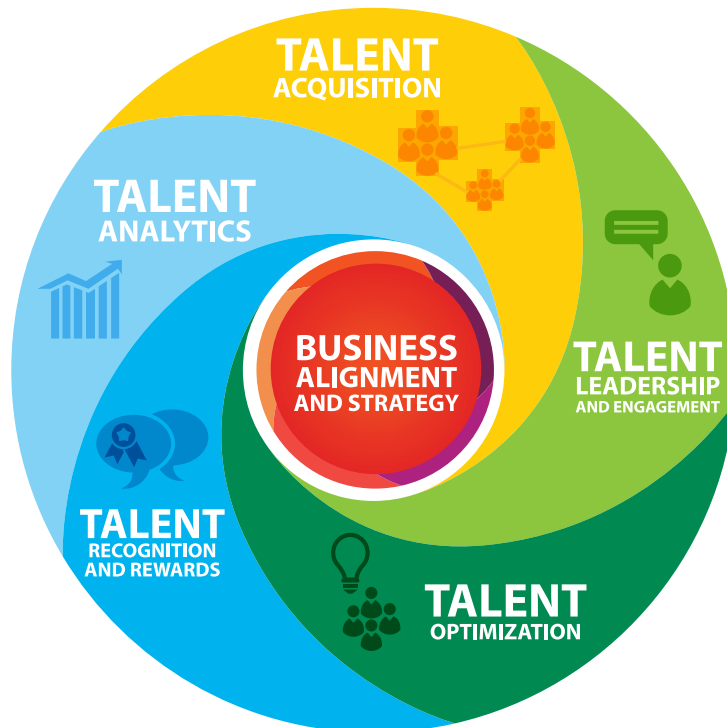 TALENT
ACQUISITION
TALENT
LEADERSHIP
AND ENGAGEMENT
TALENT
OPTIMIZATION
TALENT
RECOGNITION
AND REWARDS
TALENT
ANALYTICS
BUSINESS
ALIGNMENT
AND STRATEGY